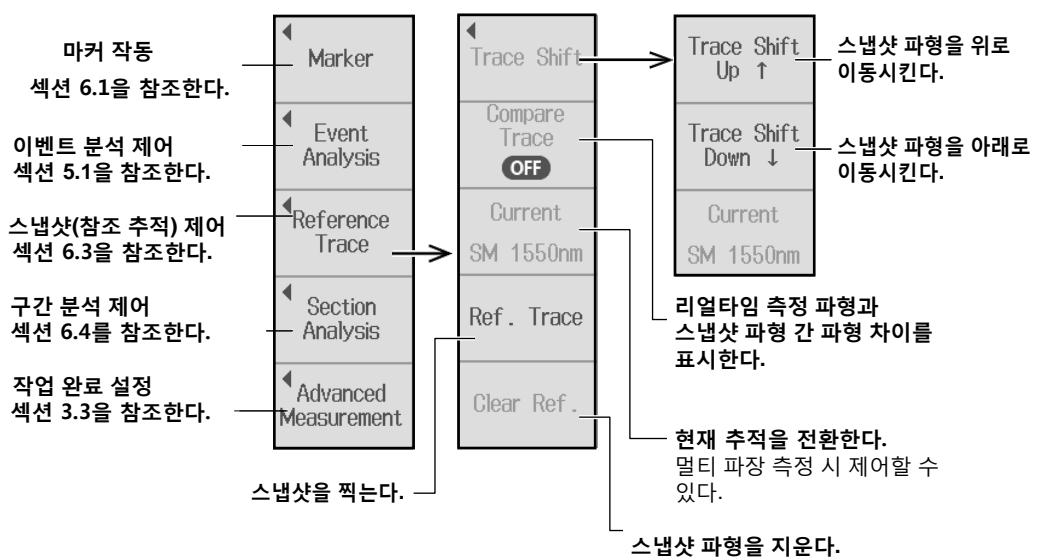 마커 작동
섹션 6.1을 참조한다.
이벤트 분석 제어
섹션 5.1을 참조한다.
스냅샷(참조 추적) 제어
섹션 6.3을 참조한다.
구간 분석 제어
섹션 6.4를 참조한다.
작업 완료 설정
섹션 3.3을 참조한다.
Marker
Event
Analysis
Reference
Trace
Section
Analysis
Advanced
Measurement
Trace Shift
Compare
Trace
OFF
Current
SM 1550nm
Ref. Trace
Clear Ref.
Trace Shift
Up ↑
Trace Shift
Down ↓
Current
SM 1550nm
스냅샷 파형을 위로
이동시킨다.
스냅샷 파형을 아래로
이동시킨다.
리얼타임 측정 파형과
스냅샷 파형 간 파형 차이를
표시한다.
현재 추적을 전환한다.
멀티 파장 측정 시 제어할 수
있다.
스냅샷을 찍는다.
스냅샷 파형을 지운다.